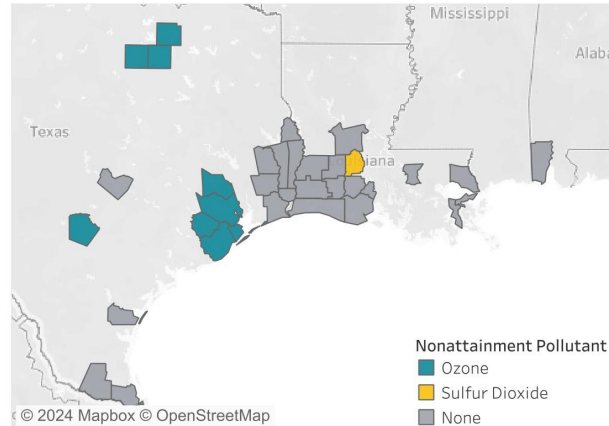 Mississippi
Alaba
Texas
iana
Nonattainment Pollutant
Ozone
Sulfur Dioxide
None
© 2024 Mapbox © OpenStreetMap